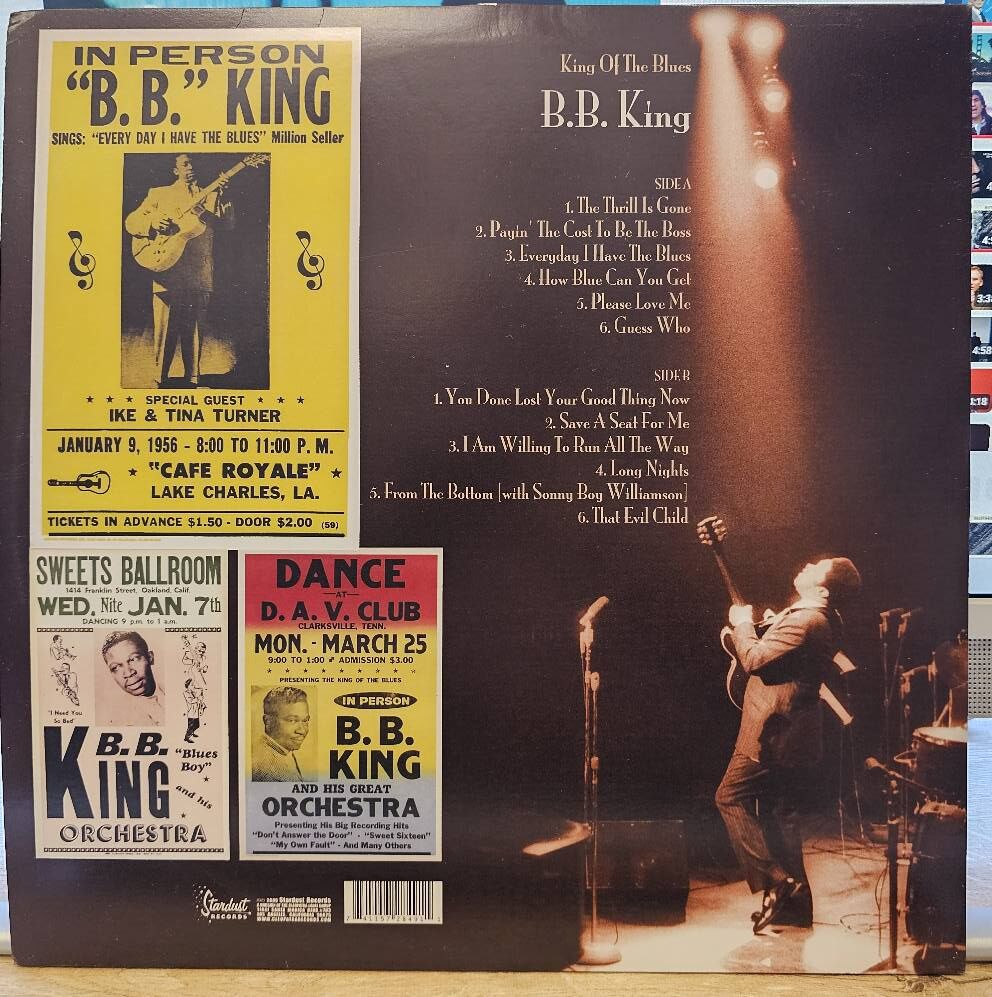 IN PERSON
"B.B." KING
SINGS: "EVERY DAY I HAVE THE BLUES" Million Seller
★ ★ ★ SPECIAL GUEST ★ ★ ★
IKE & TINA TURNER
JANUARY 9, 1956 - 8:00 TO 11:00 P. M.
★ "CAFE ROYALE" ★
LAKE CHARLES, LA.
TICKETS IN ADVANCE $1.50 - DOOR $2.00 (59)
SWEETS BALLROOM
1414 Franklin Street, Oakland, Calif.
WED. Nite JAN. 7th
DANCING 9 p.m. to 1 a.m.
"I Need You
So Bad"
B.B.
KING
"Blues
Boy"
and his
ORCHESTRA
DANCE
—AT—
D. A. V. CLUB
CLARKSVILLE, TENN.
MON. - MARCH 25
9:00 TO 1:00 ADMISSION $3.00
PRESENTING THE KING OF THE BLUES
IN PERSON
B. B.
KING
AND HIS GREAT
ORCHESTRA
Presenting His Big Recording Hits
"Don't Answer the Door" - "Sweet Sixteen"
"My Own Fault" - And Many Others
King Of The Blues
B.B. King
SIDE A
1. The Thrill Is Gone
2. Payin' The Cost To Be The Boss
3. Everyday I Have The Blues
4. How Blue Can You Get
5. Please Love Me
6. Guess Who
SIDE B
1. You Done Lost Your Good Thing Now
2. Save A Seat For Me
3. I Am Willing To Run All The Way
4. Long Nights
5. From The Bottom [with Sonny Boy Williamson]
6. That Evil Child
Stardust
RECORDS
Stardust Records
4:58